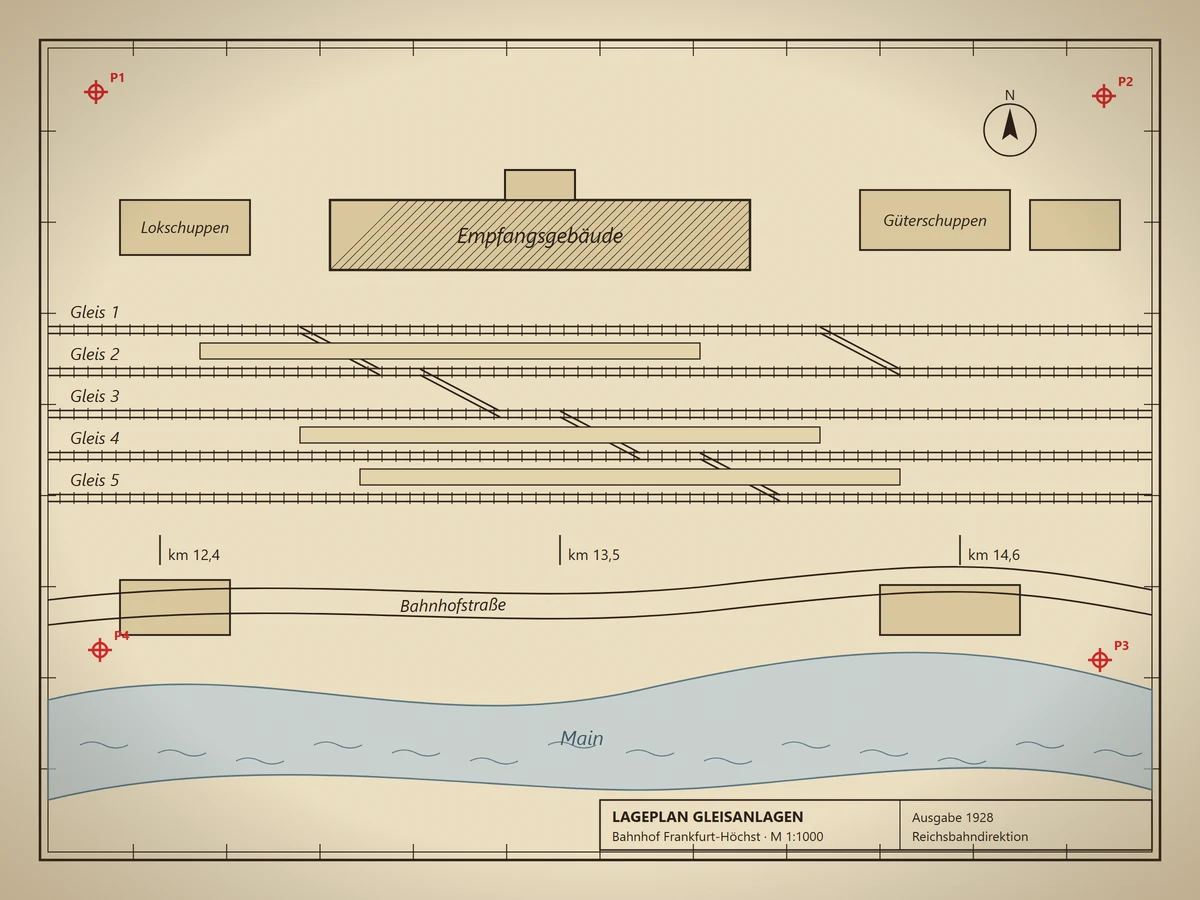 P1
P2
N
Lokschuppen
Empfangsgebäude
Güterschuppen
Gleis 1
Gleis 2
Gleis 3
Gleis 4
Gleis 5
km 12,4
km 13,5
km 14,6
Bahnhofstraße
P4
P3
Main
LAGEPLAN GLEISANLAGEN
Bahnhof Frankfurt-Höchst · M 1:1000
Ausgabe 1928
Reichsbahndirektion